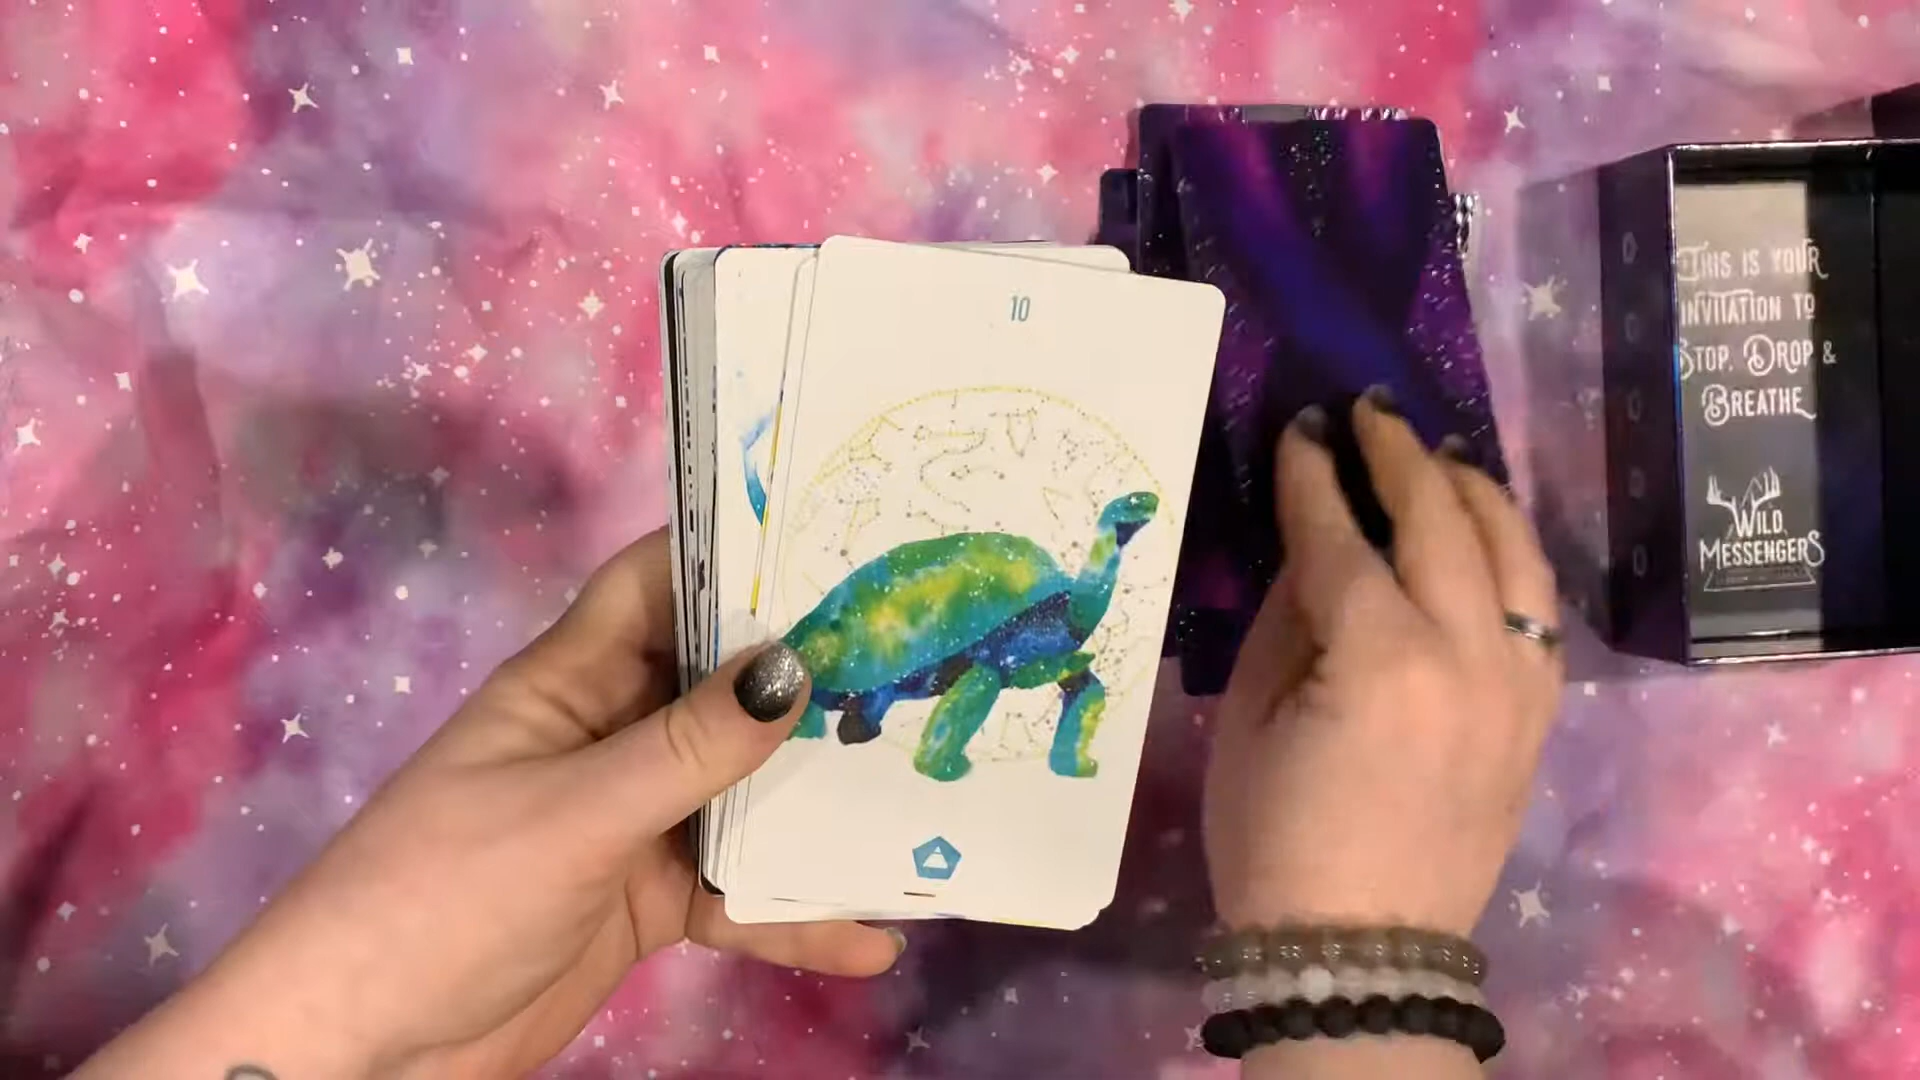 10
THIS IS YOUR
INVITATION TO
STOP, DROP &
BREATHE
WILD
MESSENGERS